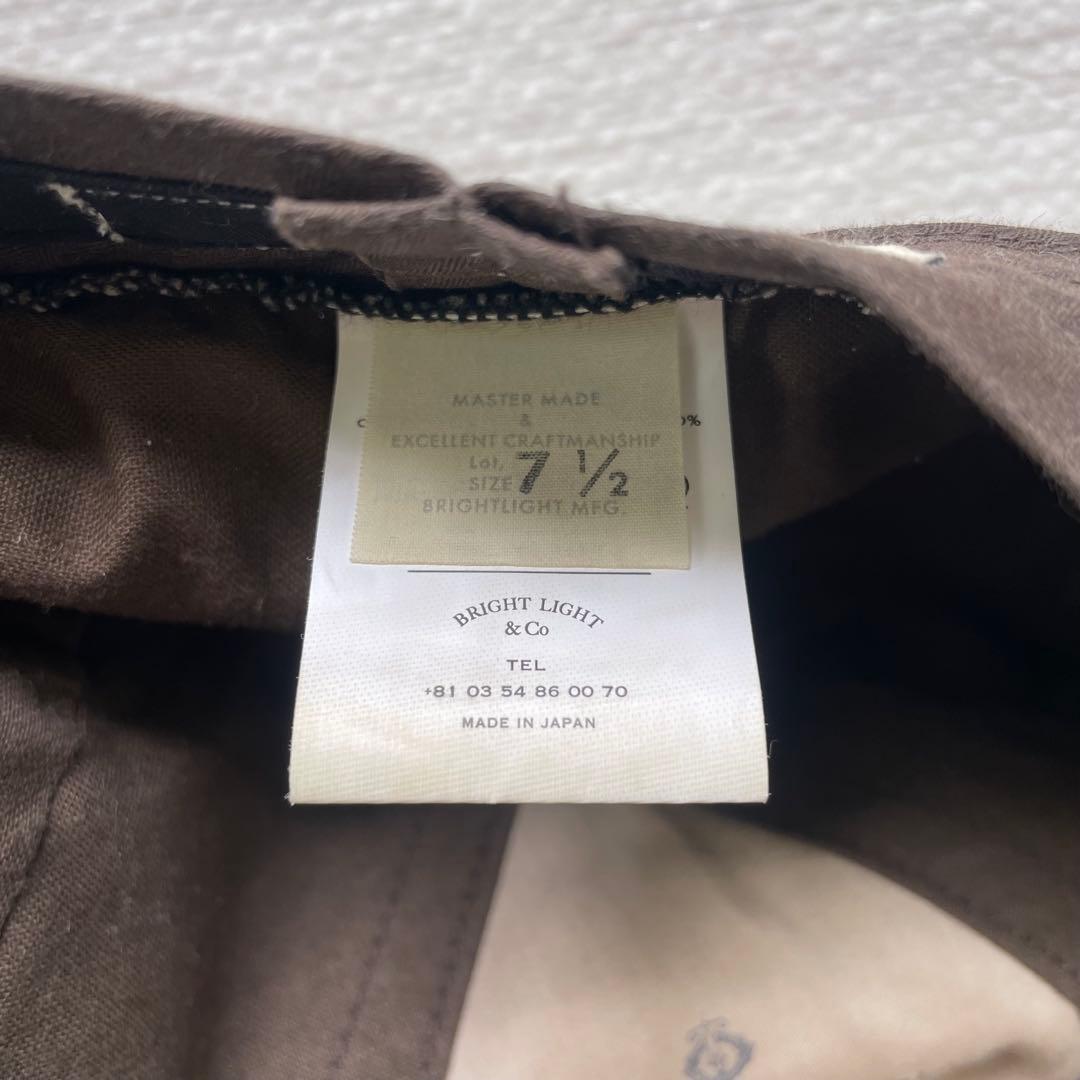 MASTER MADE
&
EXCELLENT CRAFTMANSHIP
Lot,
SIZE 7 ½
BRIGHTLIGHT MFG.
BRIGHT LIGHT
& Co
TEL
+81 03 54 86 00 70
MADE IN JAPAN